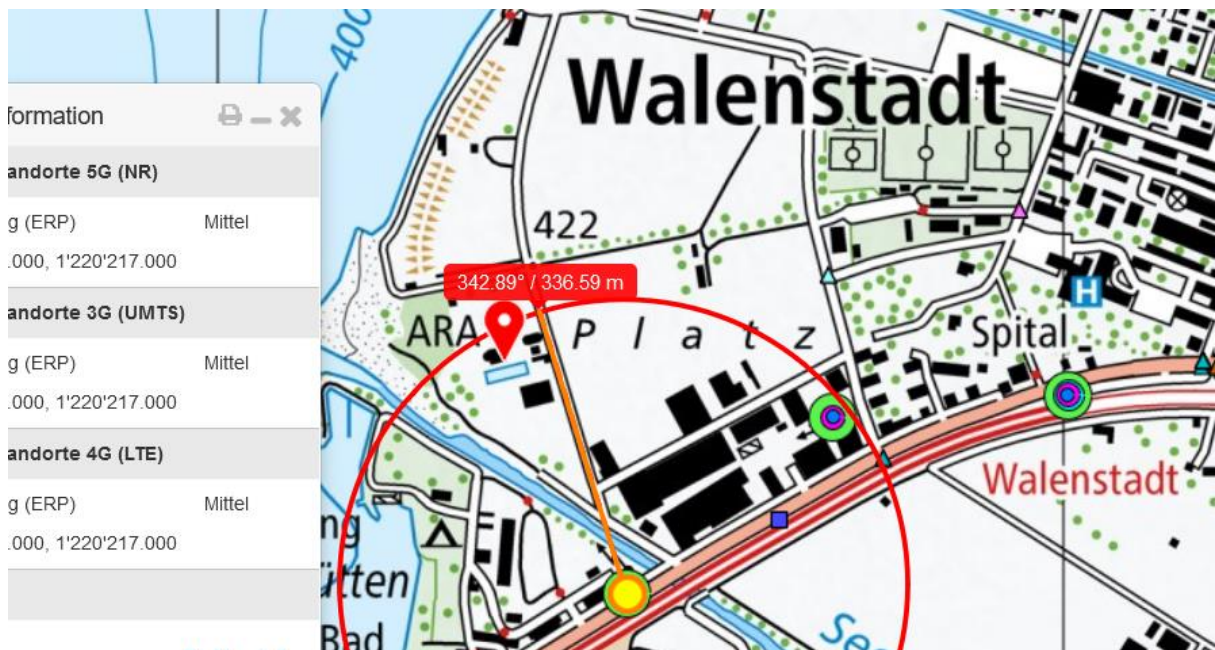 formation
andorte 5G (NR)
g (ERP) Mittel
.000, 1'220'217.000
andorte 3G (UMTS)
g (ERP) Mittel
.000, 1'220'217.000
andorte 4G (LTE)
g (ERP) Mittel
.000, 1'220'217.000
400
Walenstadt
422
342.89° / 336.59 m
ARA
Platz
H
Spital
Walenstadt
ng
ütten
Bad
See